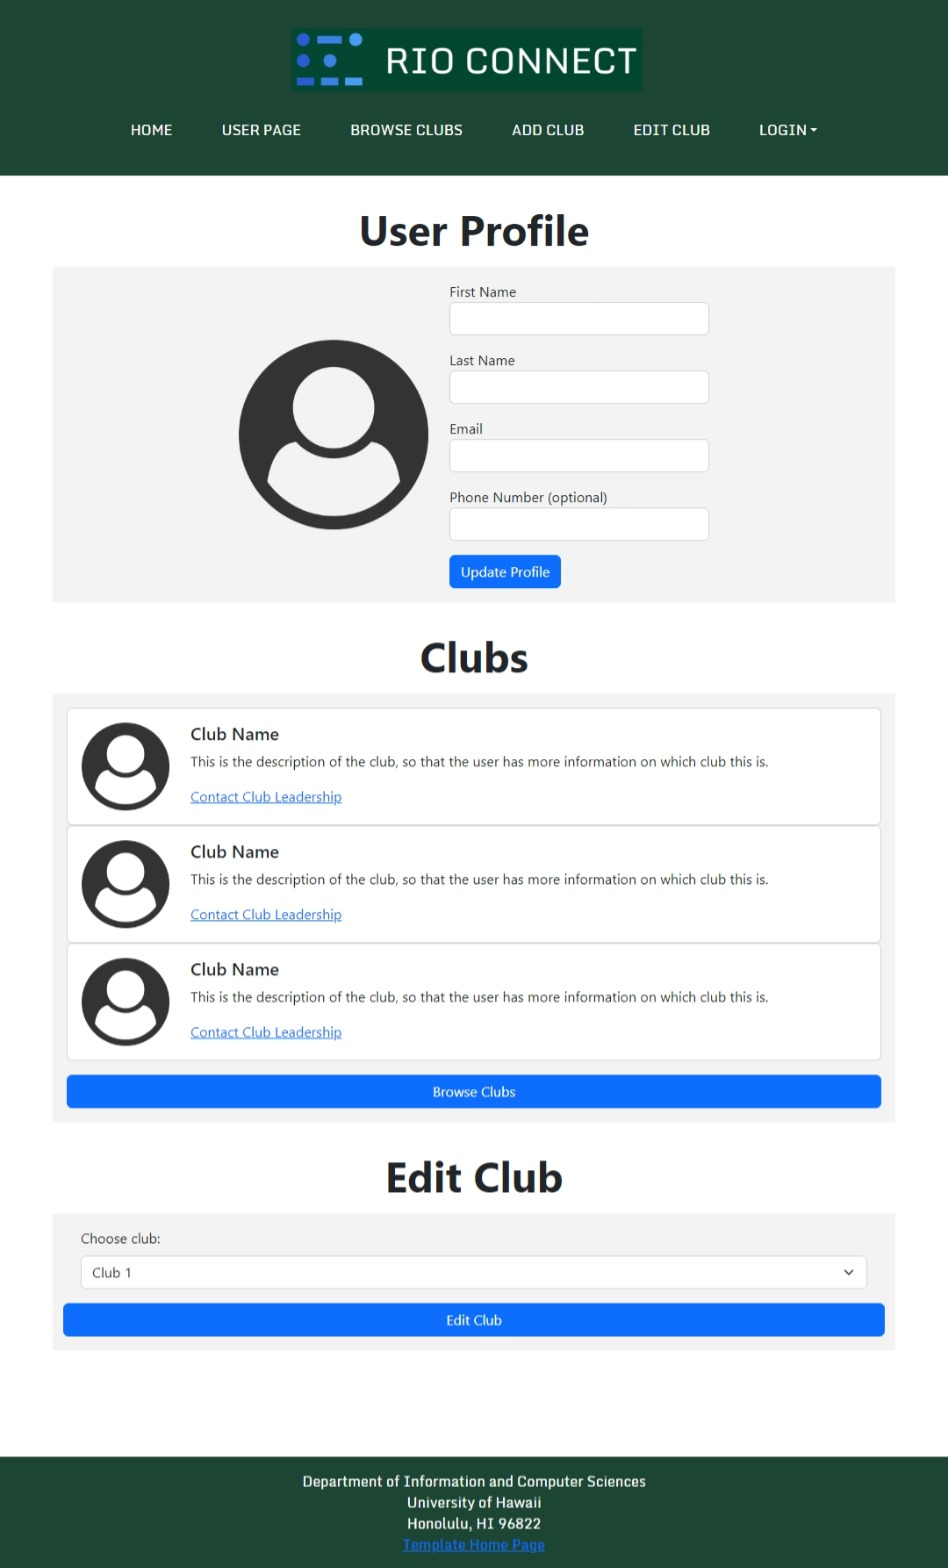 RIO CONNECT
HOME USER PAGE BROWSE CLUBS ADD CLUB EDIT CLUB LOGIN
User Profile
First Name
Last Name
Email
Phone Number (optional)
Update Profile
Clubs
Club Name
This is the description of the club, so that the user has more information on which club this is.
Contact Club Leadership
Club Name
This is the description of the club, so that the user has more information on which club this is.
Contact Club Leadership
Club Name
This is the description of the club, so that the user has more information on which club this is.
Contact Club Leadership
Browse Clubs
Edit Club
Choose club:
Club 1
Edit Club
Department of Information and Computer Sciences
University of Hawaii
Honolulu, HI 96822
Template Home Page